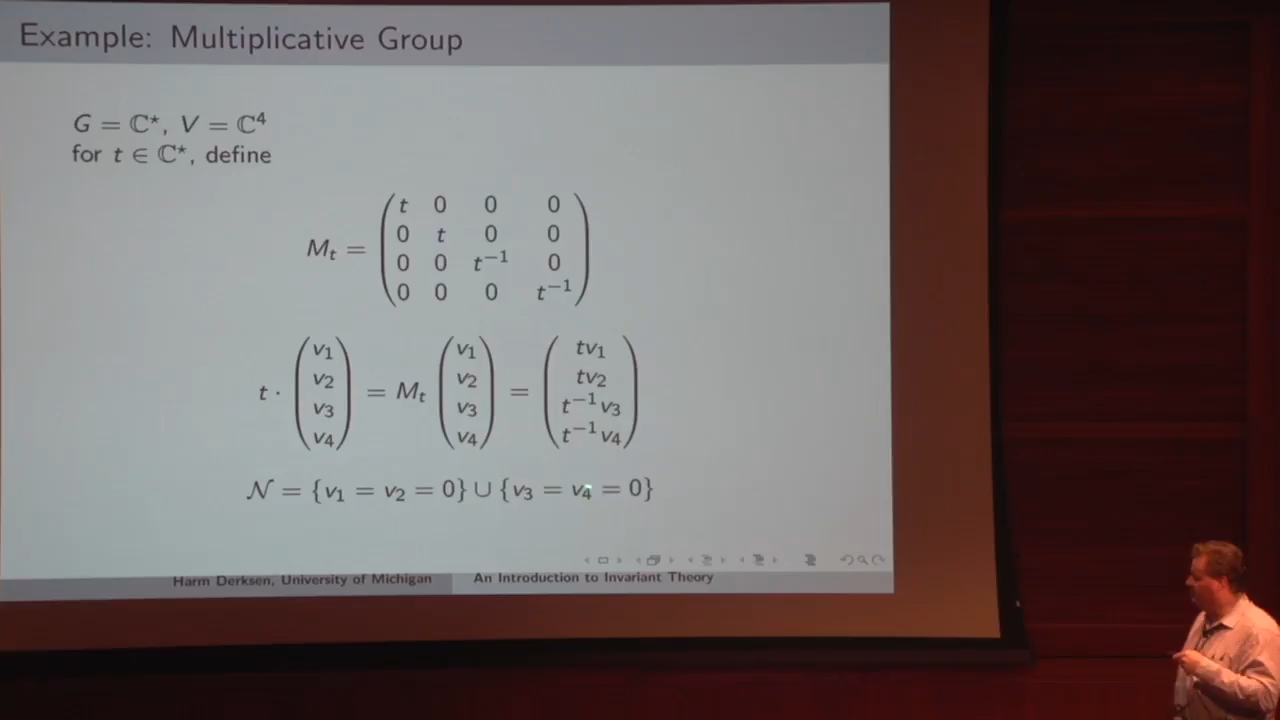 Example: Multiplicative Group
G = ℂ⋆, V = ℂ⁴
for t ∈ ℂ⋆, define
M_t = ( t 0 0 0
0 t 0 0
0 0 t⁻¹ 0
0 0 0 t⁻¹ )
t · ( v₁ v₂ v₃ v₄ ) = M_t ( v₁ v₂ v₃ v₄ ) = ( tv₁ tv₂ t⁻¹v₃ t⁻¹v₄ )
𝒩 = {v₁ = v₂ = 0} ∪ {v₃ = v₄ = 0}
Harm Derksen, University of Michigan An Introduction to Invariant Theory